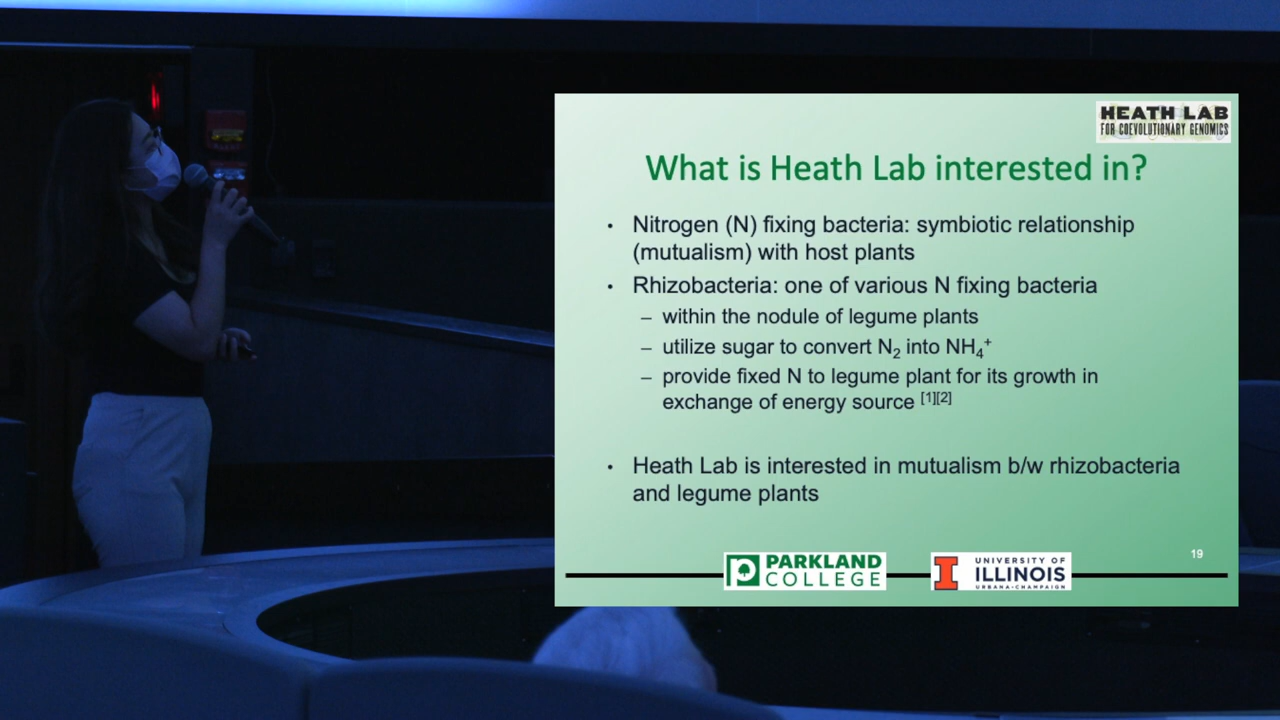 HEATH LAB
FOR COEVOLUTIONARY GENOMICS
What is Heath Lab interested in?
• Nitrogen (N) fixing bacteria: symbiotic relationship
(mutualism) with host plants
• Rhizobacteria: one of various N fixing bacteria
– within the nodule of legume plants
– utilize sugar to convert N₂ into NH₄⁺
– provide fixed N to legume plant for its growth in
exchange of energy source [1][2]
• Heath Lab is interested in mutualism b/w rhizobacteria
and legume plants
19
P PARKLAND
COLLEGE
I UNIVERSITY OF
ILLINOIS
URBANA-CHAMPAIGN